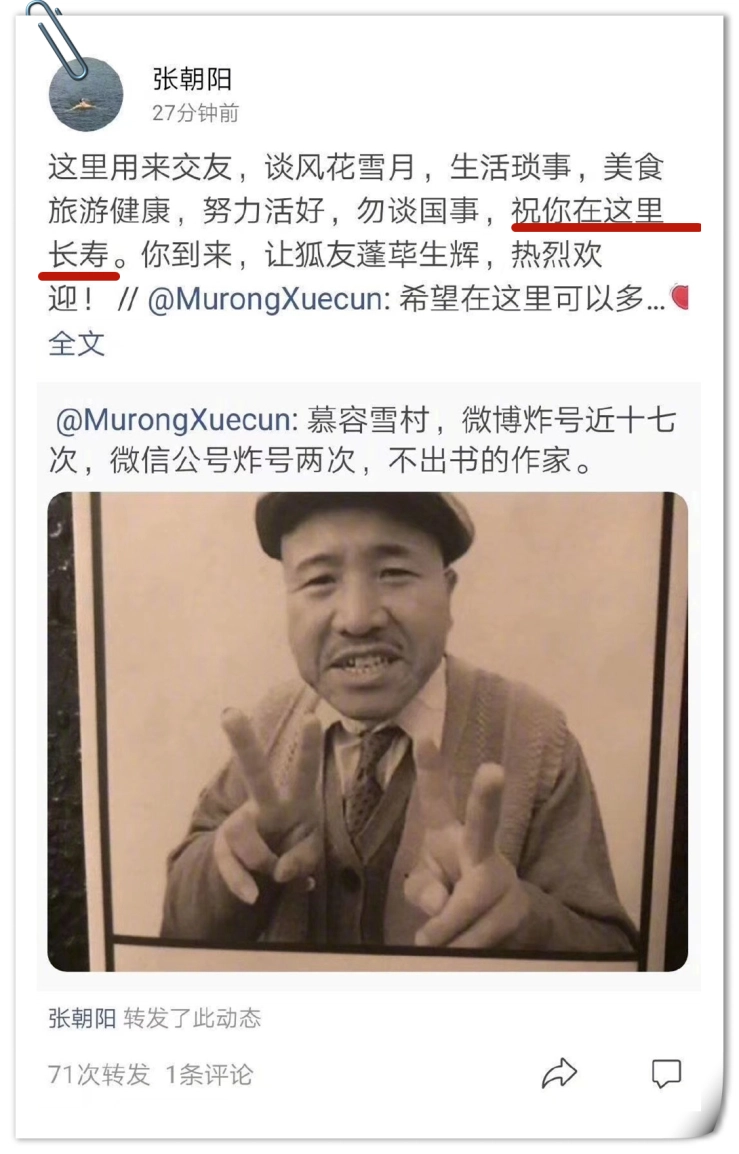 张朝阳
27分钟前
这里用来交友，谈风花雪月，生活琐事，美食
旅游健康，努力活好，勿谈国事，祝你在这里
长寿。你到来，让狐友蓬荜生辉，热烈欢
迎！ // @MurongXuecun: 希望在这里可以多...
全文
@MurongXuecun: 慕容雪村，微博炸号近十七
次，微信公号炸号两次，不出书的作家。
张朝阳 转发了此动态
71次转发 1条评论